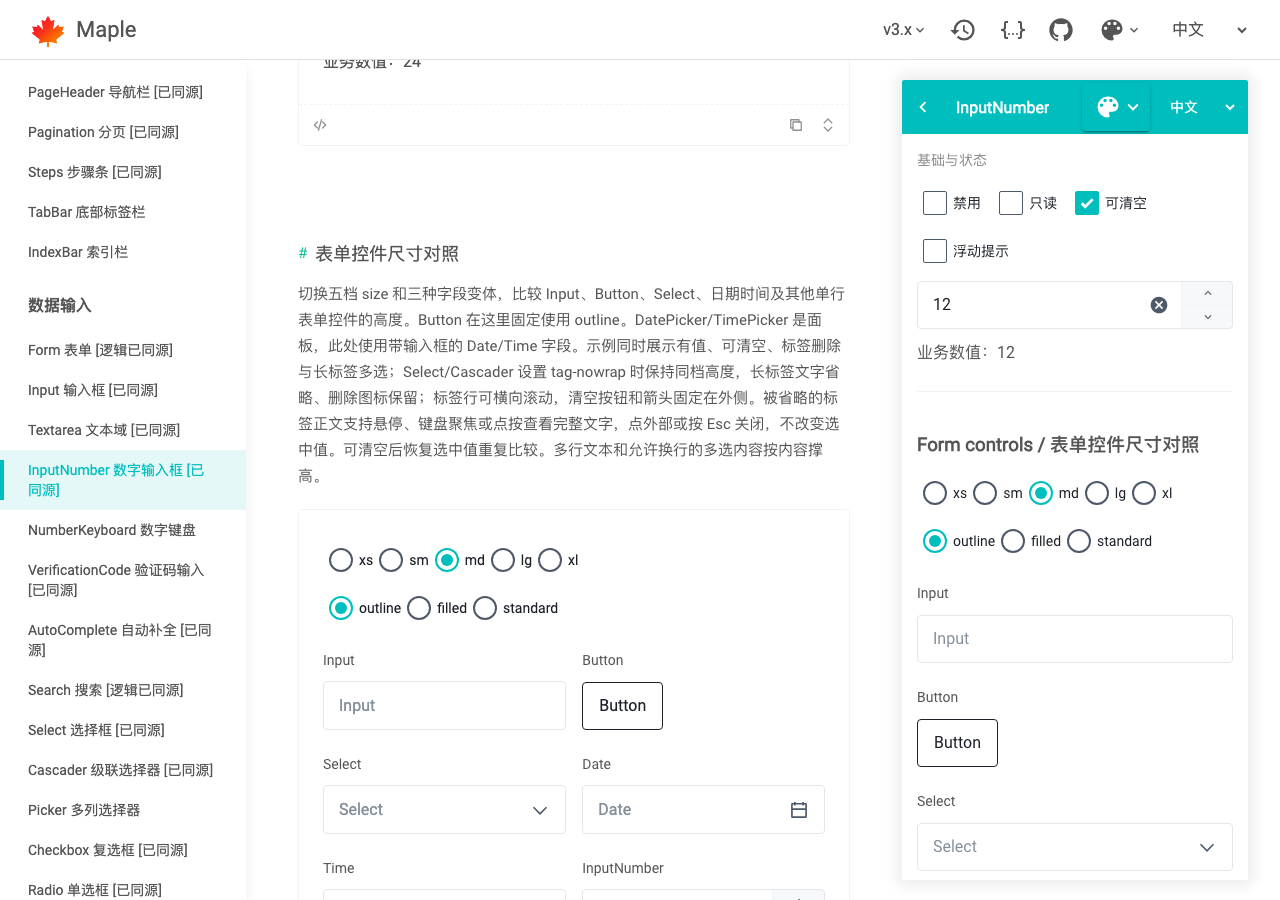 Maple
v3.x
{...}
中文
PageHeader 导航栏 [已同源]
Pagination 分页 [已同源]
Steps 步骤条 [已同源]
TabBar 底部标签栏
IndexBar 索引栏
数据输入
Form 表单 [逻辑已同源]
Input 输入框 [已同源]
Textarea 文本域 [已同源]
InputNumber 数字输入框 [已
同源]
NumberKeyboard 数字键盘
VerificationCode 验证码输入
[已同源]
AutoComplete 自动补全 [已同
源]
Search 搜索 [逻辑已同源]
Select 选择框 [已同源]
Cascader 级联选择器 [已同源]
Picker 多列选择器
Checkbox 复选框 [已同源]
Radio 单选框 [已同源]
业务数值：24
# 表单控件尺寸对照
切换五档 size 和三种字段变体，比较 Input、Button、Select、日期时间及其他单行
表单控件的高度。Button 在这里固定使用 outline。DatePicker/TimePicker 是面
板，此处使用带输入框的 Date/Time 字段。示例同时展示有值、可清空、标签删除
与长标签多选；Select/Cascader 设置 tag-nowrap 时保持同档高度，长标签文字省
略、删除图标保留；标签行可横向滚动，清空按钮和箭头固定在外侧。被省略的标
签正文支持悬停、键盘聚焦或点按查看完整文字，点外部或按 Esc 关闭，不改变选
中值。可清空后恢复选中值重复比较。多行文本和允许换行的多选内容按内容撑
高。
xs sm md lg xl
outline filled standard
Input Button
Input Button
Select Date
Select Date
Time InputNumber
InputNumber
中文
基础与状态
禁用 只读 可清空
浮动提示
12
业务数值：12
Form controls / 表单控件尺寸对照
xs sm md lg xl
outline filled standard
Input
Input
Button
Button
Select
Select